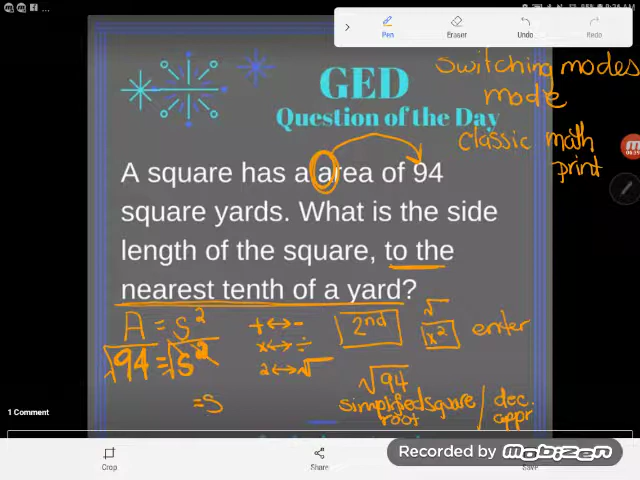 Pen
Eraser
Undo
Redo
switching modes
mode
classic math
print
GED
Question of the Day
A square has a area of 94
square yards. What is the side
length of the square, to the
nearest tenth of a yard?
A = s²
√94 = √s²
= s
+ ↔ -
x ↔ ÷
2 ↔ √
2nd
√
x²
enter
√94
simplified square
root
/
dec.
appr
1 Comment
Recorded by mobizen
Crop
Share
Save